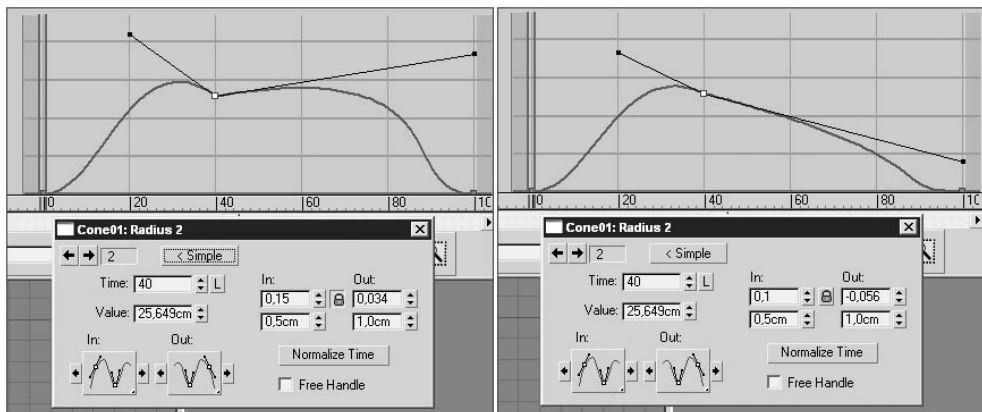 0 20 40 60 80 10
Cone01: Radius 2
2 < Simple
Time: 40 L
Value: 25,649cm
In: Out:
0,15 0,034
0,5cm 1,0cm
In: Out:
Normalize Time
Free Handle
0 20 40 60 80 10
Cone01: Radius 2
2 < Simple
Time: 40 L
Value: 25,649cm
In: Out:
0,1 -0,056
0,5cm 1,0cm
In: Out:
Normalize Time
Free Handle